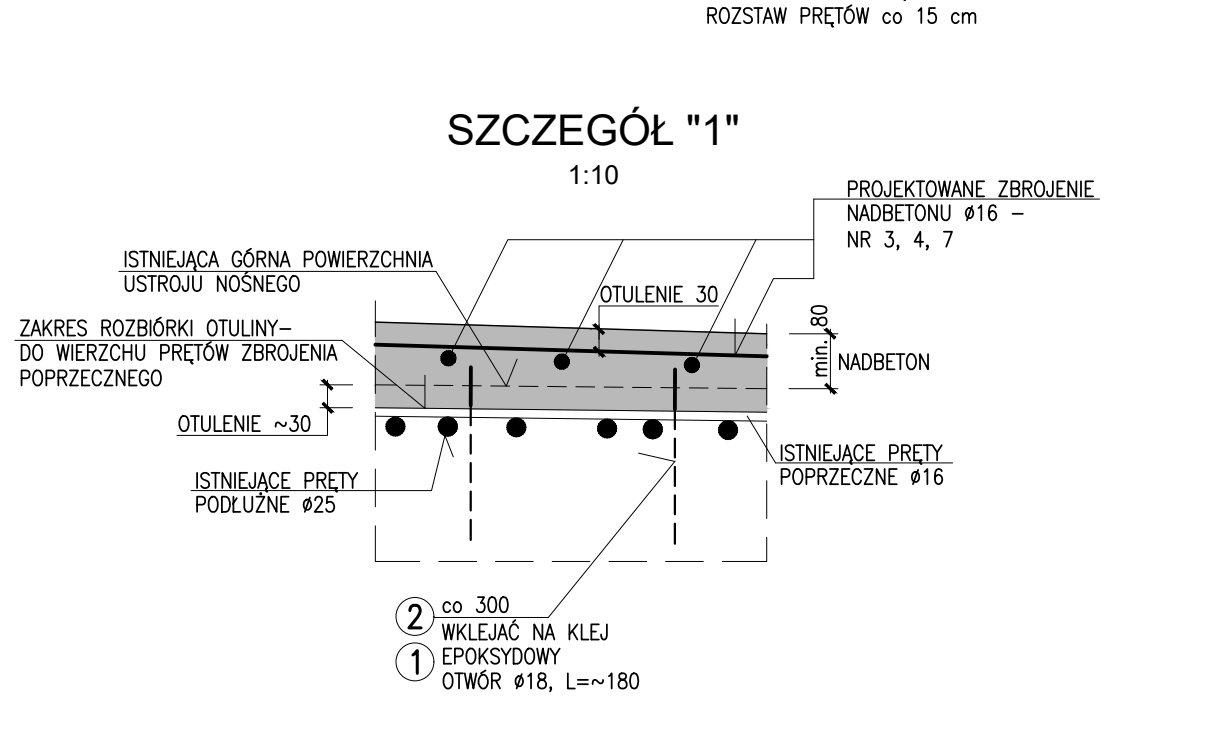 ROZSTAW PRĘTÓW co 15 cm
SZCZEGÓŁ "1"
1:10
PROJEKTOWANE ZBROJENIE
NADBETONU ø16 –
NR 3, 4, 7
ISTNIEJĄCA GÓRNA POWIERZCHNIA
USTROJU NOŚNEGO
OTULENIE 30
ZAKRES ROZBIÓRKI OTULINY–
DO WIERZCHU PRĘTÓW ZBROJENIA
POPRZECZNEGO
min. 80
NADBETON
OTULENIE ~30
ISTNIEJĄCE PRĘTY
POPRZECZNE ø16
ISTNIEJĄCE PRĘTY
PODŁUŻNE ø25
2 co 300
WKLEJAĆ NA KLEJ
1 EPOKSYDOWY
OTWÓR ø18, L=~180